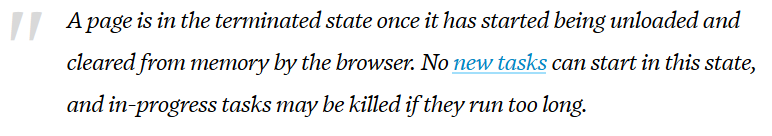 " A page is in the terminated state once it has started being unloaded and
cleared from memory by the browser. No new tasks can start in this state,
and in-progress tasks may be killed if they run too long.